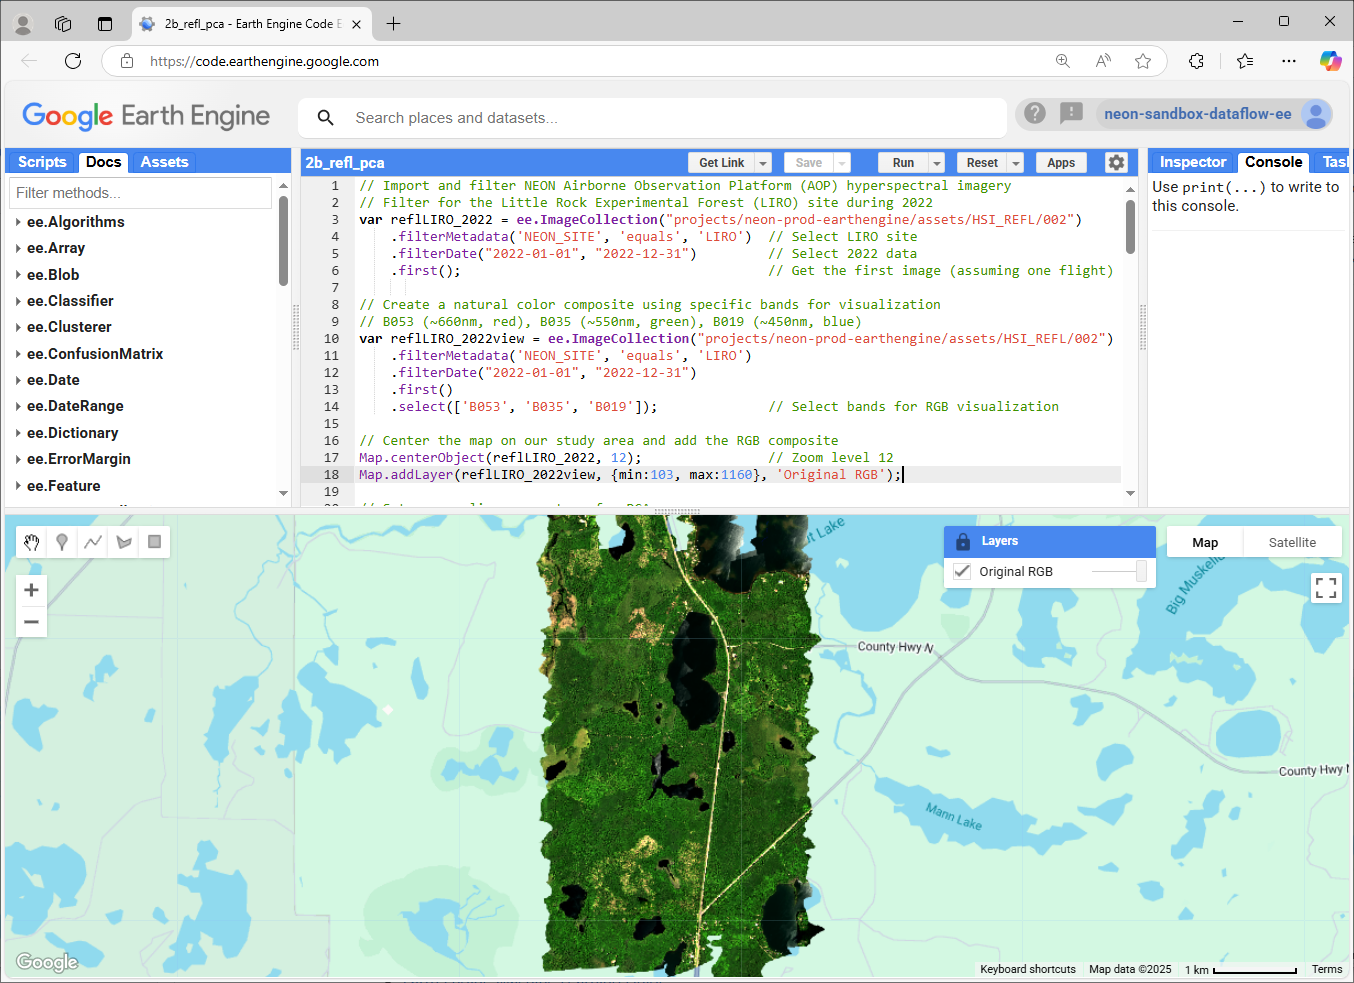 2b_refl_pca - Earth Engine Code E
https://code.earthengine.google.com
Google Earth Engine
Search places and datasets...
neon-sandbox-dataflow-ee
Scripts Docs Assets
Filter methods...
ee.Algorithms
ee.Array
ee.Blob
ee.Classifier
ee.Clusterer
ee.ConfusionMatrix
ee.Date
ee.DateRange
ee.Dictionary
ee.ErrorMargin
ee.Feature
2b_refl_pca
Get Link Save Run Reset Apps
1 // Import and filter NEON Airborne Observation Platform (AOP) hyperspectral imagery
2 // Filter for the Little Rock Experimental Forest (LIRO) site during 2022
3 var reflLIRO_2022 = ee.ImageCollection("projects/neon-prod-earthengine/assets/HSI_REFL/002")
4 .filterMetadata('NEON_SITE', 'equals', 'LIRO') // Select LIRO site
5 .filterDate("2022-01-01", "2022-12-31") // Select 2022 data
6 .first(); // Get the first image (assuming one flight)
7
8 // Create a natural color composite using specific bands for visualization
9 // B053 (~660nm, red), B035 (~550nm, green), B019 (~450nm, blue)
10 var reflLIRO_2022view = ee.ImageCollection("projects/neon-prod-earthengine/assets/HSI_REFL/002")
11 .filterMetadata('NEON_SITE', 'equals', 'LIRO')
12 .filterDate("2022-01-01", "2022-12-31")
13 .first()
14 .select(['B053', 'B035', 'B019']); // Select bands for RGB visualization
15
16 // Center the map on our study area and add the RGB composite
17 Map.centerObject(reflLIRO_2022, 12); // Zoom level 12
18 Map.addLayer(reflLIRO_2022view, {min:103, max:1160}, 'Original RGB');
19
Inspector Console Tasl
Use print(...) to write to
this console.
Layers
Original RGB
Map Satellite
t Lake
Big Muskelle
County Hwy N
County Hwy N
Mann Lake
Google
Keyboard shortcuts Map data ©2025 1 km Terms